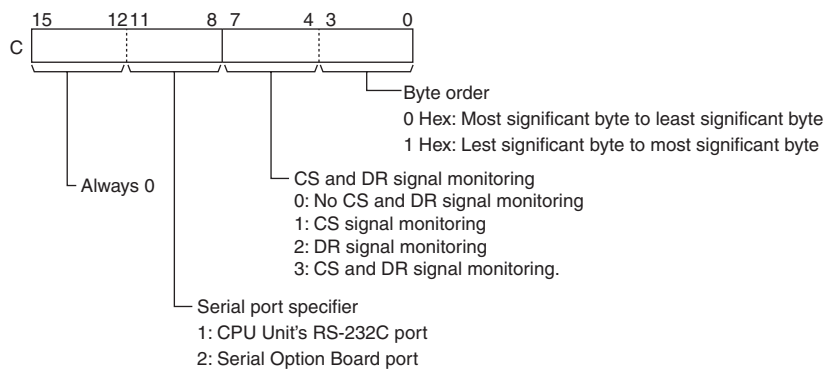 15 12 11 8 7 4 3 0
C
Byte order
0 Hex: Most significant byte to least significant byte
1 Hex: Lest significant byte to most significant byte
Always 0
CS and DR signal monitoring
0: No CS and DR signal monitoring
1: CS signal monitoring
2: DR signal monitoring
3: CS and DR signal monitoring.
Serial port specifier
1: CPU Unit's RS-232C port
2: Serial Option Board port